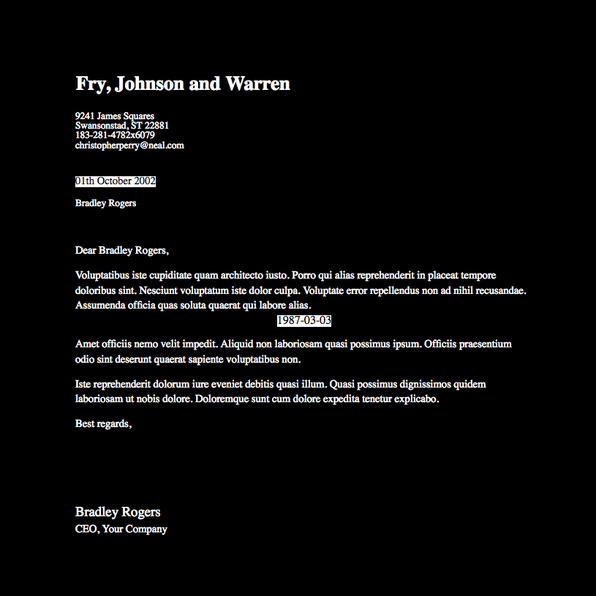 Fry, Johnson and Warren
9241 James Squares
Swansonstad, ST 22881
183-281-4782x6079
christopherperry@neal.com
01th October 2002
Bradley Rogers
Dear Bradley Rogers,
Voluptatibus iste cupiditate quam architecto iusto. Porro qui alias reprehenderit in placeat tempore
doloribus sint. Nesciunt voluptatum iste dolor culpa. Voluptate error repellendus non ad nihil recusandae.
Assumenda officia quas soluta quaerat qui labore alias.
1987-03-03
Amet officiis nemo velit impedit. Aliquid non laboriosam quasi possimus ipsum. Officiis praesentium
odio sint deserunt quaerat sapiente voluptatibus non.
Iste reprehenderit dolorum iure eveniet debitis quasi illum. Quasi possimus dignissimos quidem
laboriosam ut nobis dolore. Doloremque sunt cum dolore expedita tenetur explicabo.
Best regards,
Bradley Rogers
CEO, Your Company